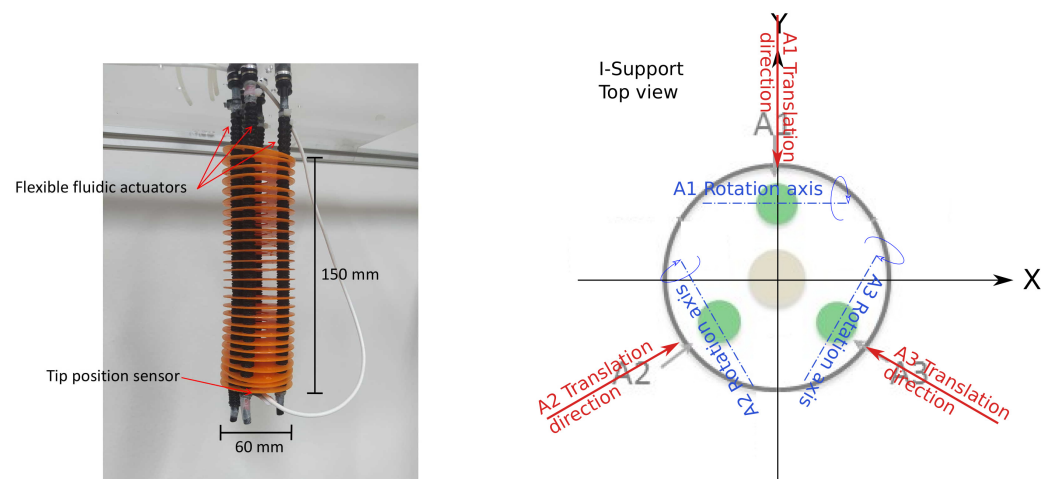 Flexible fluidic actuators
150 mm
Tip position sensor
60 mm
I-Support
Top view
Y
A1 Translation
direction
A1
A1 Rotation axis
X
A2 Rotation axis
A3 Rotation axis
A2 Translation
direction
A2
A3 Translation
direction
A3